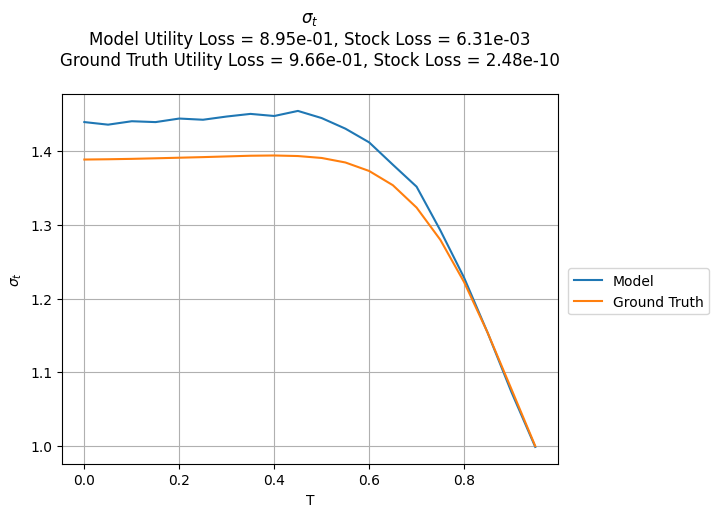 σₜ
Model Utility Loss = 8.95e-01, Stock Loss = 6.31e-03
Ground Truth Utility Loss = 9.66e-01, Stock Loss = 2.48e-10
1.4
1.3
1.2
1.1
1.0
σₜ
0.0 0.2 0.4 0.6 0.8
T
Model
Ground Truth